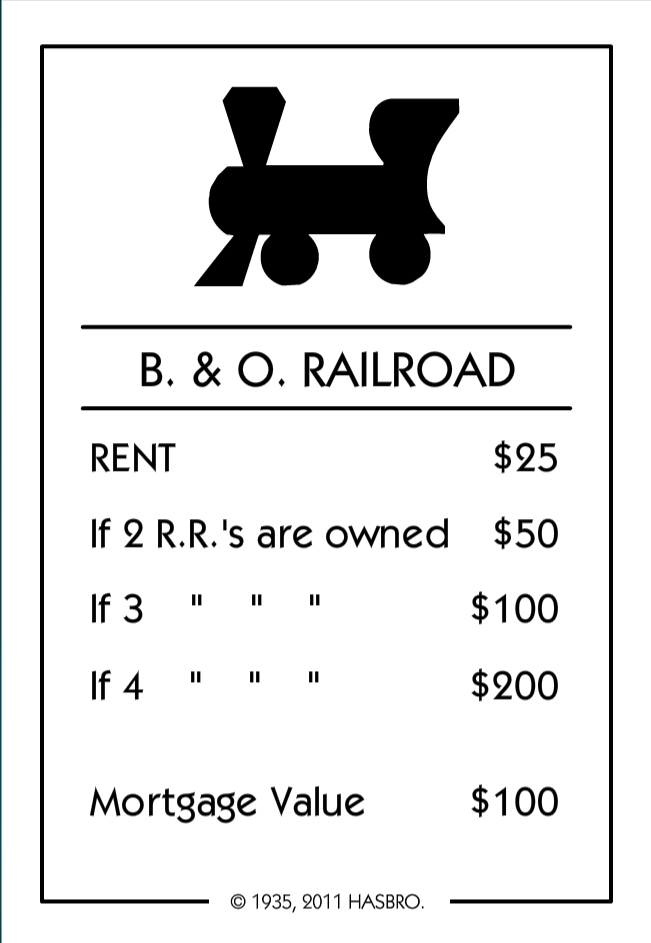 B. & O. RAILROAD
RENT $25
If 2 R.R.'s are owned $50
If 3 " " " $100
If 4 " " " $200
Mortgage Value $100
© 1935, 2011 HASBRO.